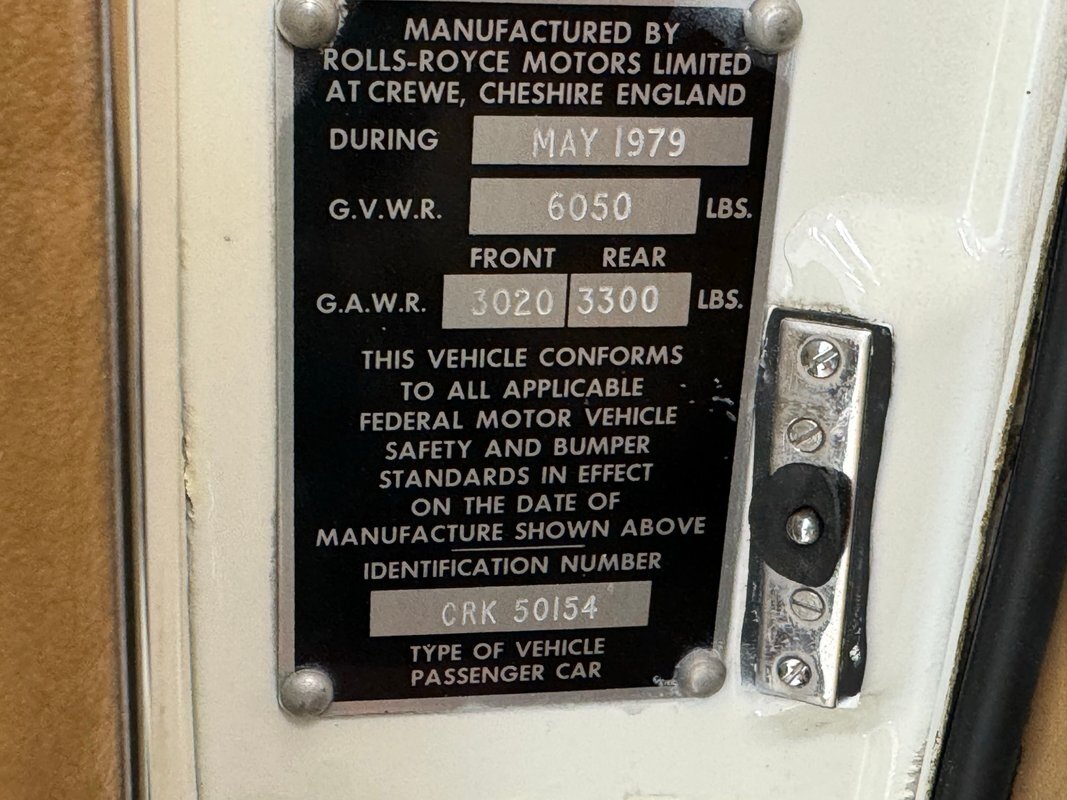 MANUFACTURED BY
ROLLS-ROYCE MOTORS LIMITED
AT CREWE, CHESHIRE ENGLAND
DURING MAY 1979
G.V.W.R. 6050 LBS.
FRONT REAR
G.A.W.R. 3020 3300 LBS.
THIS VEHICLE CONFORMS
TO ALL APPLICABLE
FEDERAL MOTOR VEHICLE
SAFETY AND BUMPER
STANDARDS IN EFFECT
ON THE DATE OF
MANUFACTURE SHOWN ABOVE
IDENTIFICATION NUMBER
CRK 50154
TYPE OF VEHICLE
PASSENGER CAR